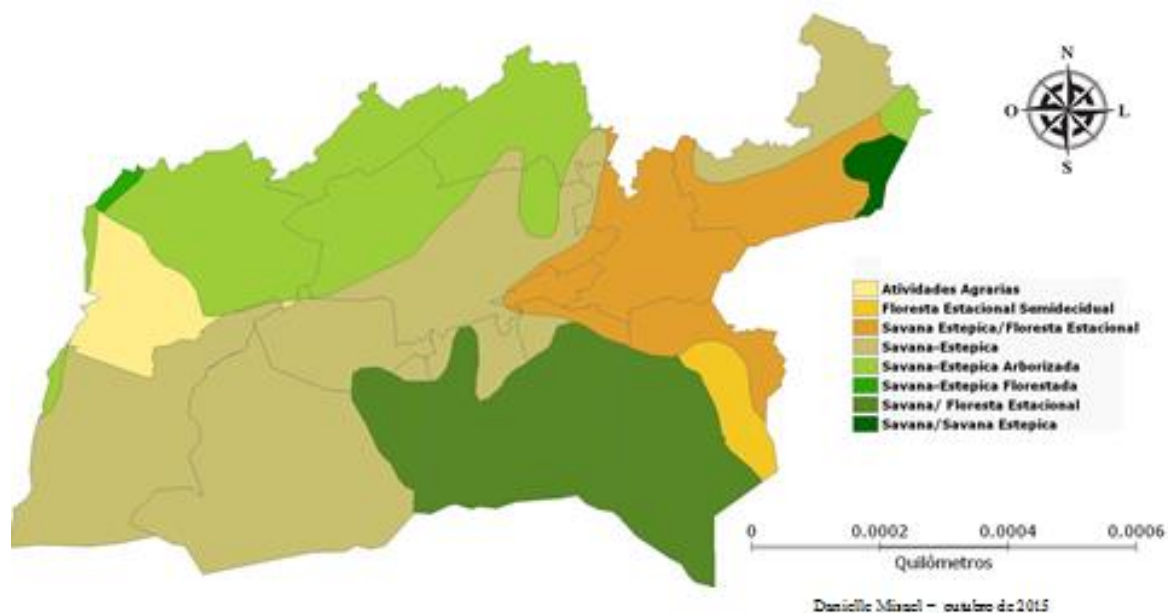 N
O L
S
Atividades Agrarias
Floresta Estacional Semidecidual
Savana Estepica/Floresta Estacional
Savana-Estepica
Savana-Estepica Arborizada
Savana-Estepica Florestada
Savana/ Floresta Estacional
Savana/Savana Estepica
0 0.0002 0.0004 0.0006
Quilômetros
Danielle – outubro de 2015